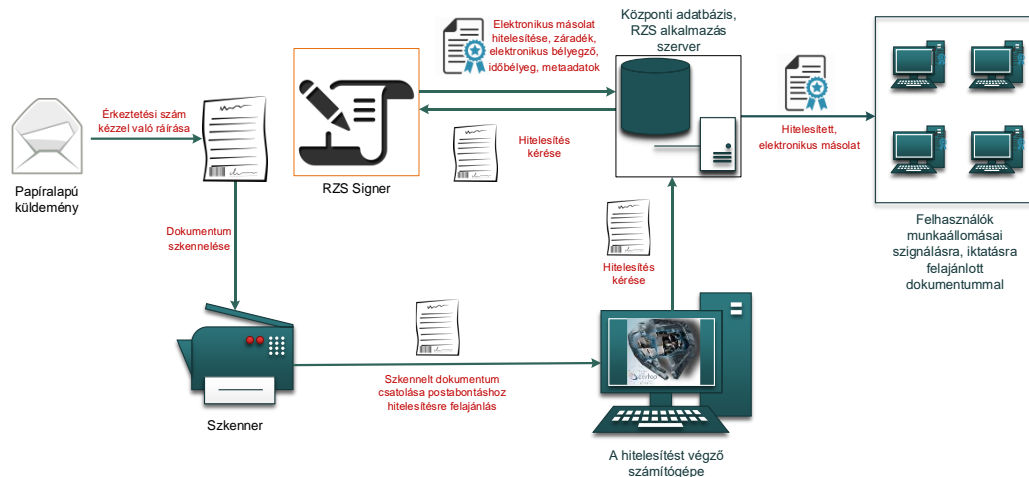 Elektronikus másolat
hitelesítése, záradék,
elektronikus bélyegző,
időbélyeg, metaadatok
Központi adatbázis,
RZS alkalmazás
szerver
Érkeztetési szám
kézzel való ráírása
Papíralapú
küldemény
RZS Signer
Hitelesítés
kérése
Hitelesített,
elektronikus másolat
Felhasználók
munkaállomásai
szignálásra, iktatásra
felajánlott
dokumentummal
Dokumentum
szkennelése
Hitelesítés
kérése
Szkennelt dokumentum
csatolása postabontáshoz
hitelesítésre felajánlás
Szkenner
A hitelesítést végző
számítógépe